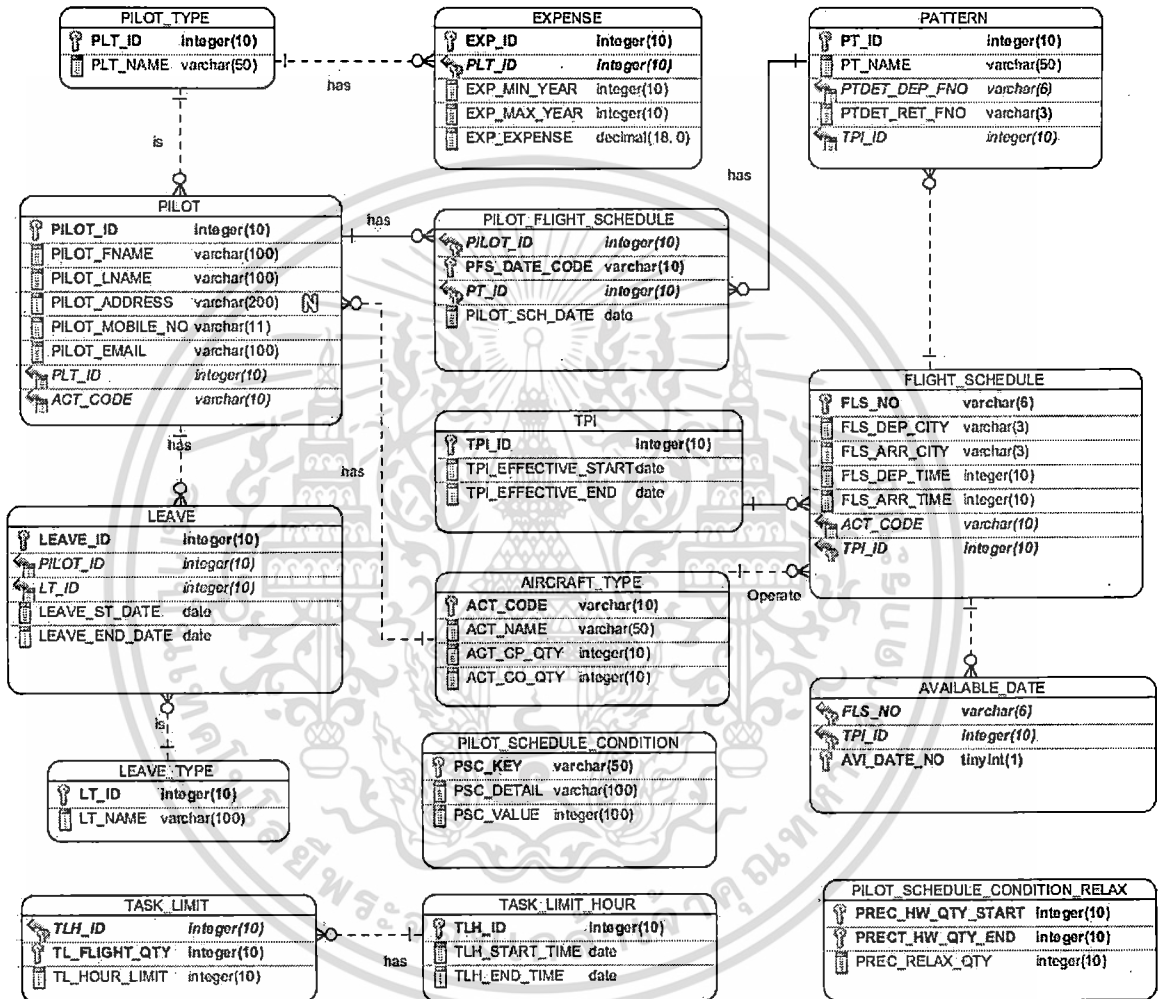 PILOT_TYPE
PLT_ID integer(10)
PLT_NAME varchar(50)
has
is
EXPENSE
EXP_ID integer(10)
PLT_ID integer(10)
EXP_MIN_YEAR integer(10)
EXP_MAX_YEAR integer(10)
EXP_EXPENSE decimal(18, 0)
PATTERN
PT_ID integer(10)
PT_NAME varchar(50)
PTDET_DEP_FNO varchar(6)
PTDET_RET_FNO varchar(3)
TPI_ID integer(10)
has
PILOT
PILOT_ID integer(10)
PILOT_FNAME varchar(100)
PILOT_LNAME varchar(100)
PILOT_ADDRESS varchar(200) N
PILOT_MOBILE_NO varchar(11)
PILOT_EMAIL varchar(100)
PLT_ID integer(10)
ACT_CODE varchar(10)
has
has
has
PILOT_FLIGHT_SCHEDULE
PILOT_ID integer(10)
PFS_DATE_CODE varchar(10)
PT_ID integer(10)
PILOT_SCH_DATE date
FLIGHT_SCHEDULE
FLS_NO varchar(6)
FLS_DEP_CITY varchar(3)
FLS_ARR_CITY varchar(3)
FLS_DEP_TIME integer(10)
FLS_ARR_TIME integer(10)
ACT_CODE varchar(10)
TPI_ID integer(10)
TPI
TPI_ID integer(10)
TPI_EFFECTIVE_START date
TPI_EFFECTIVE_END date
LEAVE
LEAVE_ID integer(10)
PILOT_ID integer(10)
LT_ID integer(10)
LEAVE_ST_DATE date
LEAVE_END_DATE date
is
AIRCRAFT_TYPE
ACT_CODE varchar(10)
ACT_NAME varchar(50)
ACT_CP_QTY integer(10)
ACT_CO_QTY integer(10)
Operate
AVAILABLE_DATE
FLS_NO varchar(6)
TPI_ID integer(10)
AVI_DATE_NO tinyint(1)
LEAVE_TYPE
LT_ID integer(10)
LT_NAME varchar(100)
PILOT_SCHEDULE_CONDITION
PSC_KEY varchar(50)
PSC_DETAIL varchar(100)
PSC_VALUE integer(100)
TASK_LIMIT
TLH_ID integer(10)
TL_FLIGHT_QTY integer(10)
TL_HOUR_LIMIT integer(10)
has
TASK_LIMIT_HOUR
TLH_ID integer(10)
TLH_START_TIME date
TLH_END_TIME date
PILOT_SCHEDULE_CONDITION_RELAX
PREC_HW_QTY_START integer(10)
PRECT_HW_QTY_END integer(10)
PREC_RELAX_QTY integer(10)